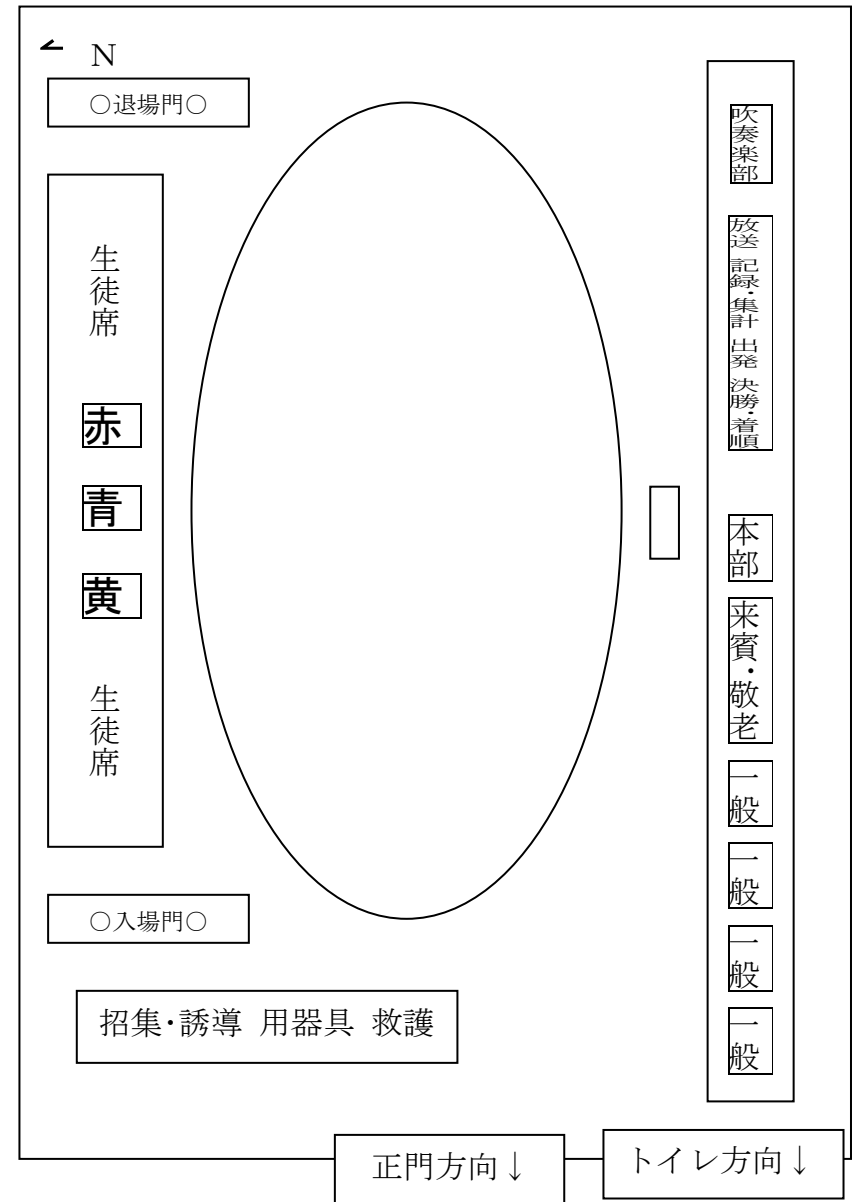 N
○退場門○
生徒席
赤
青
黄
生徒席
○入場門○
招集・誘導 用器具 救護
吹奏楽部
放送 記録・集計 出発 決勝・着順
本部
来賓・敬老
一般
一般
一般
一般
正門方向↓
トイレ方向↓